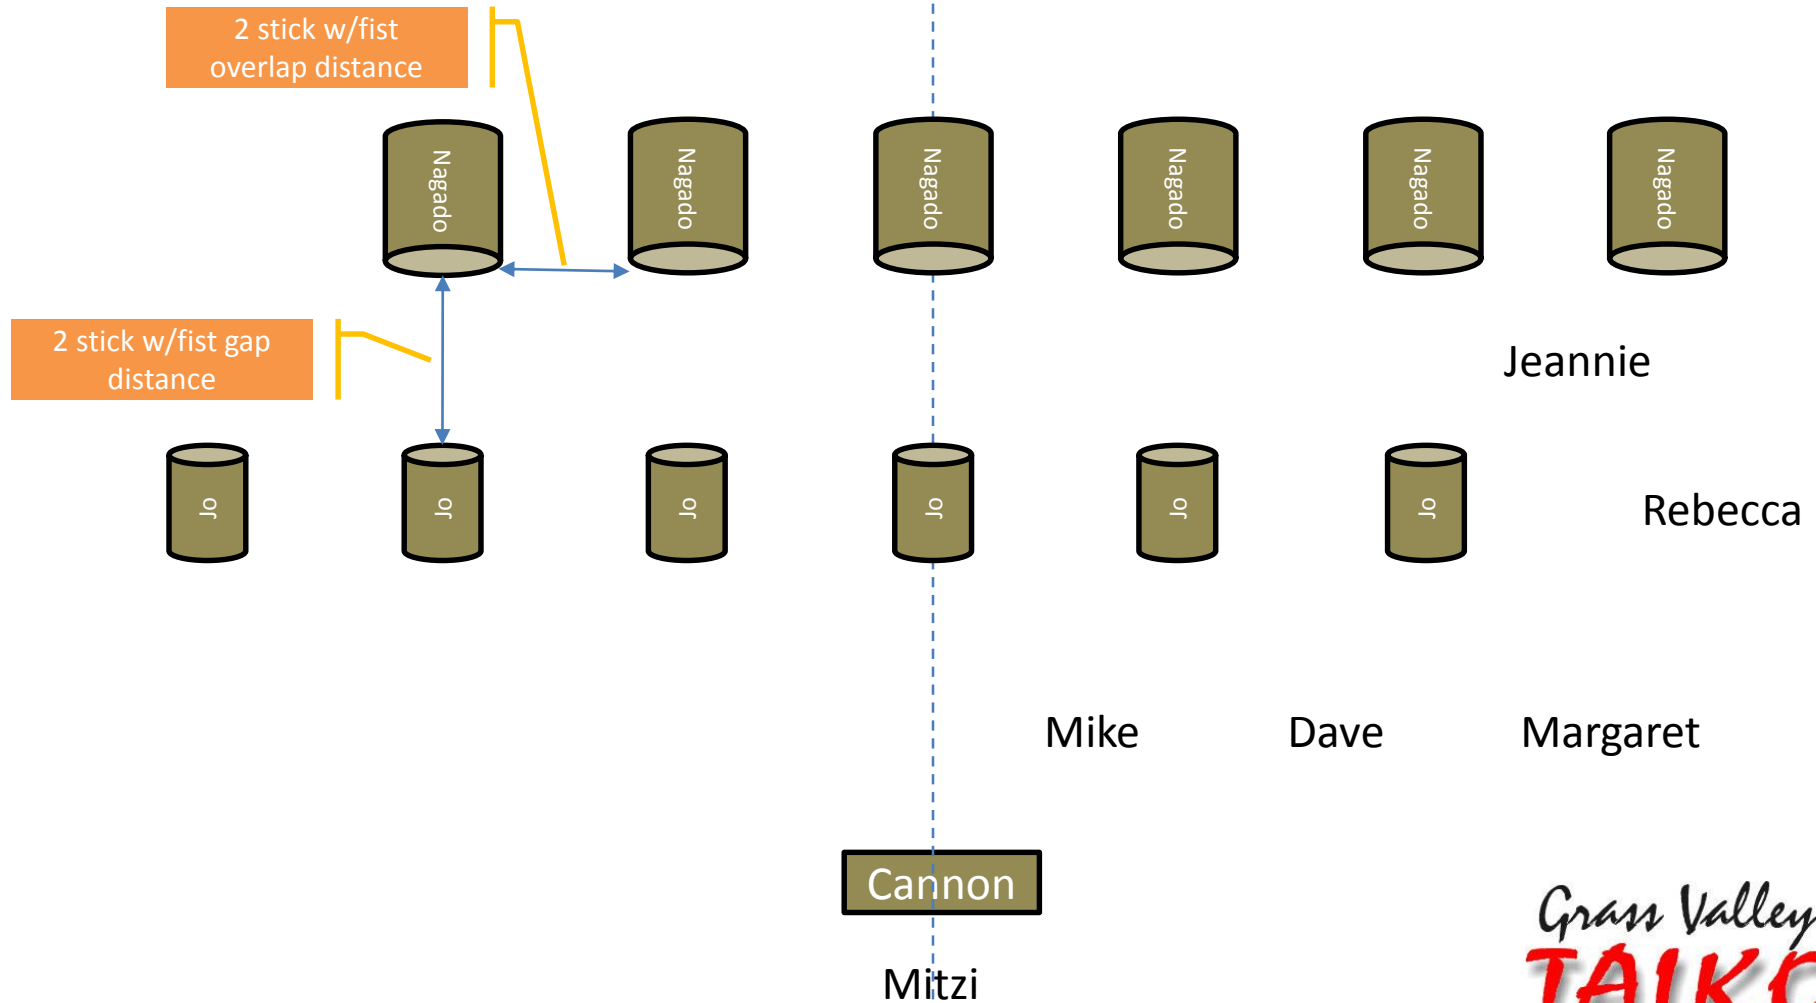 2 stick w/fist
overlap distance
Nagado
Nagado
Nagado
Nagado
Nagado
Nagado
2 stick w/fist gap
distance
Jeannie
Jo
Jo
Jo
Jo
Jo
Jo
Rebecca
Mike
Dave
Margaret
Cannon
Mitzi
Grass Valley
TAIKO